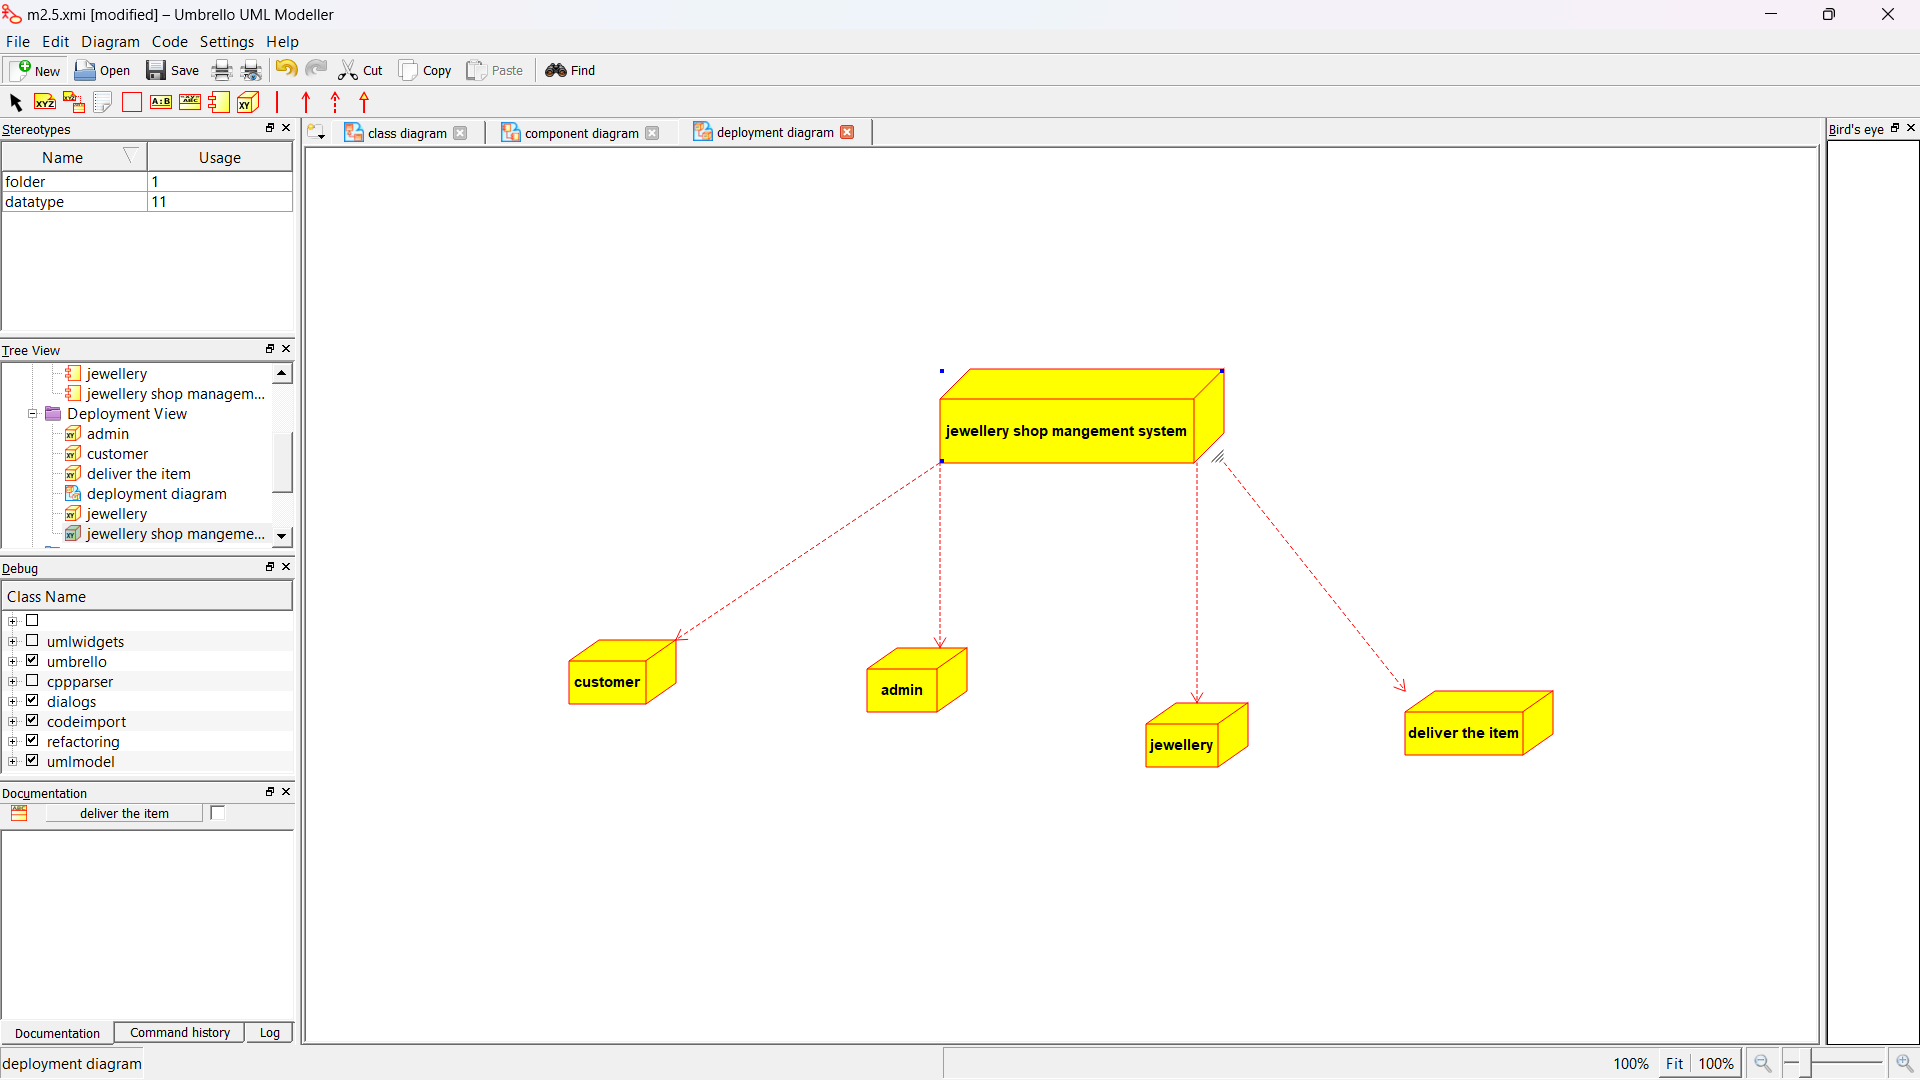 m2.5.xmi [modified] – Umbrello UML Modeller
File Edit Diagram Code Settings Help
New Open Save Cut Copy Paste Find
XYZ A:B XY
Stereotypes
Name Usage
folder 1
datatype 11
Tree View
jewellery
jewellery shop managem...
Deployment View
admin
customer
deliver the item
deployment diagram
jewellery
jewellery shop mangeme...
Debug
Class Name
umlwidgets
umbrello
cppparser
dialogs
codeimport
refactoring
umlmodel
Documentation
deliver the item
Documentation Command history Log
class diagram component diagram deployment diagram
jewellery shop mangement system
customer
admin
jewellery
deliver the item
Bird's eye
deployment diagram
100% Fit 100%